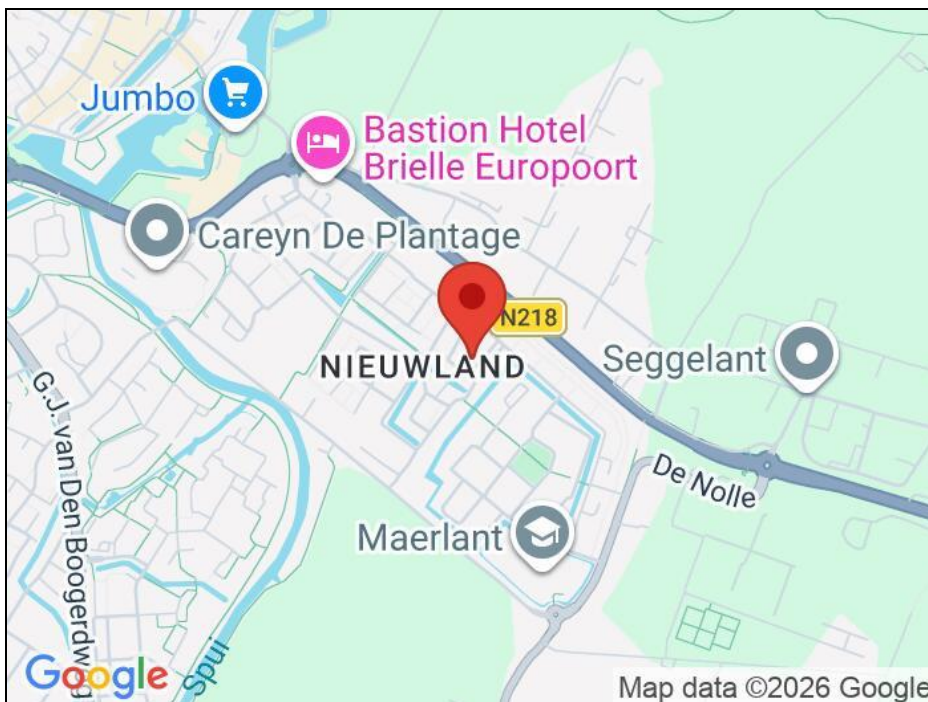 Jumbo
Bastion Hotel
Brielle Europoort
Careyn De Plantage
N218
NIEUWLAND
Seggelant
G.J. van Den Boogerdweg
De Nolle
Maerlant
Spui
Google
Map data ©2026 Google